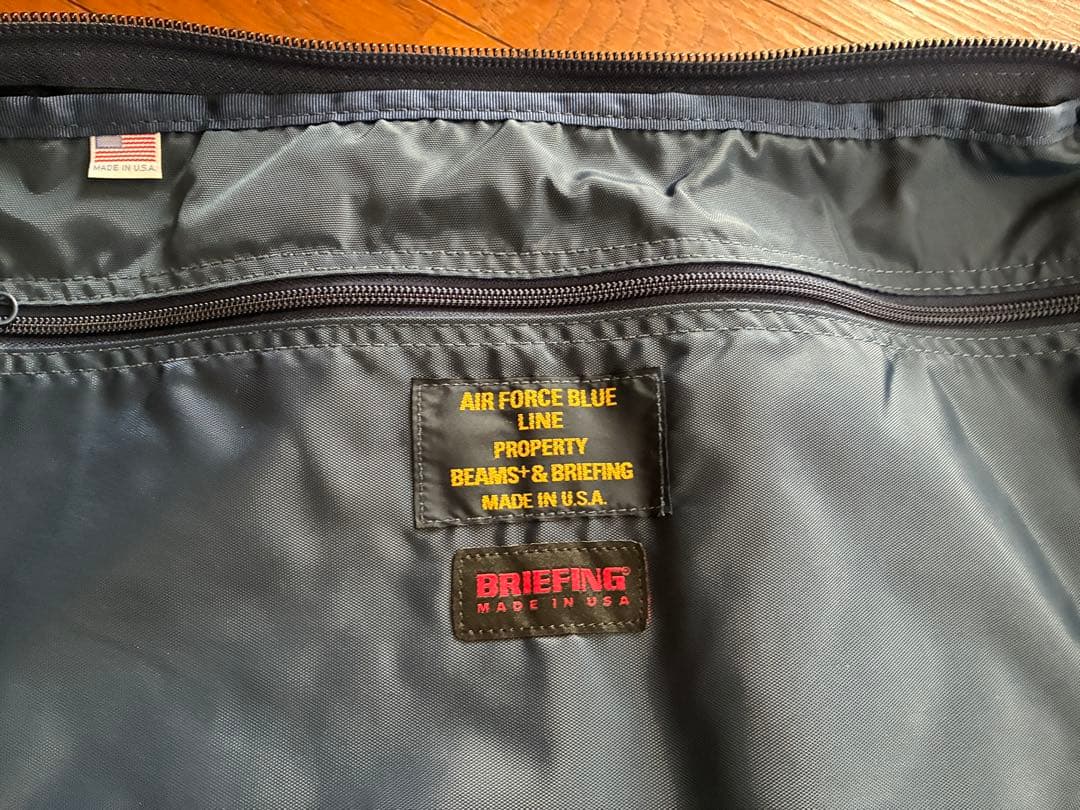 MADE IN U.S.A.
AIR FORCE BLUE
LINE
PROPERTY
BEAMS+ & BRIEFING
MADE IN U.S.A.
BRIEFING®
MADE IN USA